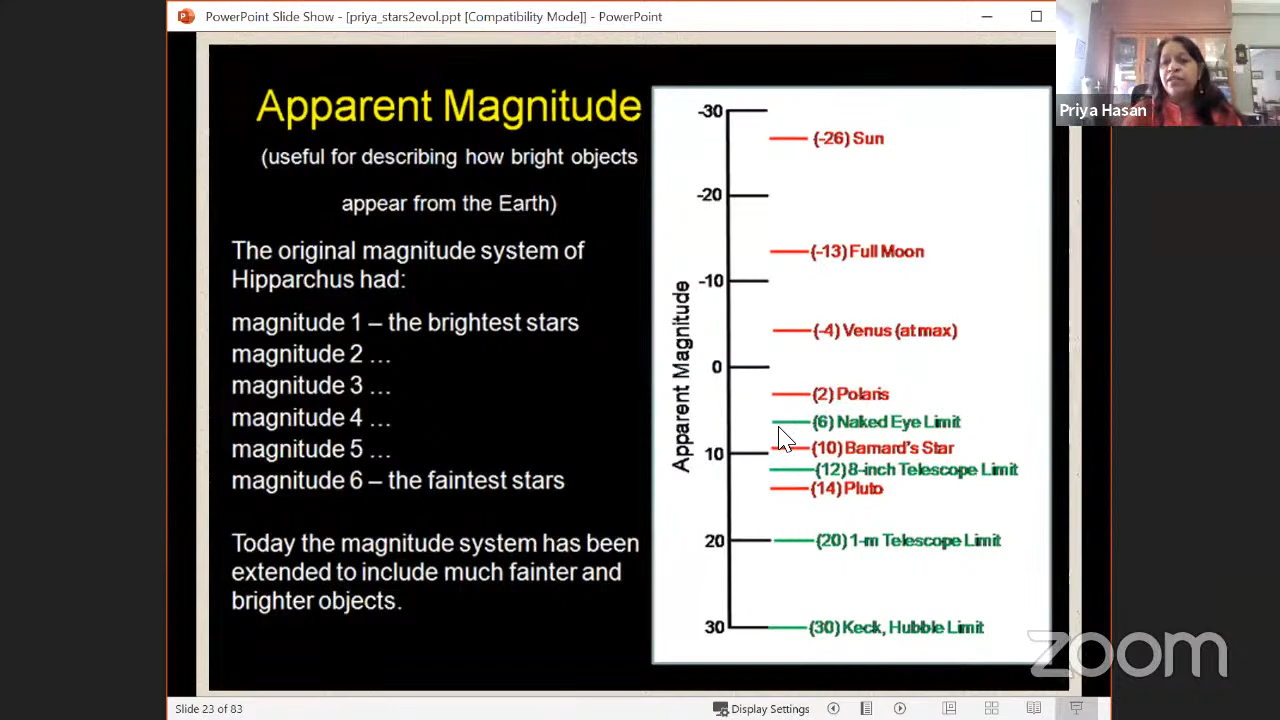 PowerPoint Slide Show - [priya_stars2evol.ppt [Compatibility Mode]] - PowerPoint
Priya Hasan
Apparent Magnitude
(useful for describing how bright objects
appear from the Earth)
The original magnitude system of
Hipparchus had:
magnitude 1 – the brightest stars
magnitude 2 …
magnitude 3 …
magnitude 4 …
magnitude 5 …
magnitude 6 – the faintest stars
Today the magnitude system has been
extended to include much fainter and
brighter objects.
Apparent Magnitude
-30
(-26) Sun
-20
(-13) Full Moon
-10
(-4) Venus (at max)
0
(2) Polaris
(6) Naked Eye Limit
(10) Barnard's Star
10
(12) 8-inch Telescope Limit
(14) Pluto
20
(20) 1-m Telescope Limit
30
(30) Keck, Hubble Limit
zoom
Slide 23 of 83
Display Settings